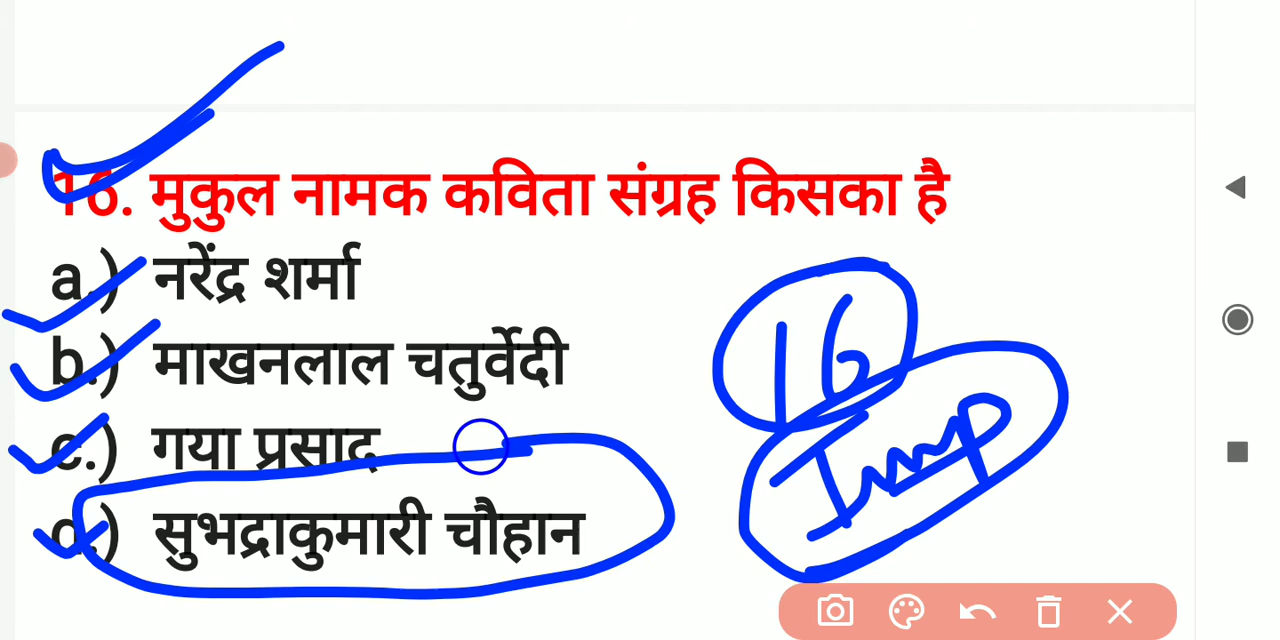 16. मुकुल नामक कविता संग्रह किसका है
a.) नरेंद्र शर्मा
b.) माखनलाल चतुर्वेदी
c.) गया प्रसाद
d.) सुभद्राकुमारी चौहान
16
Imp